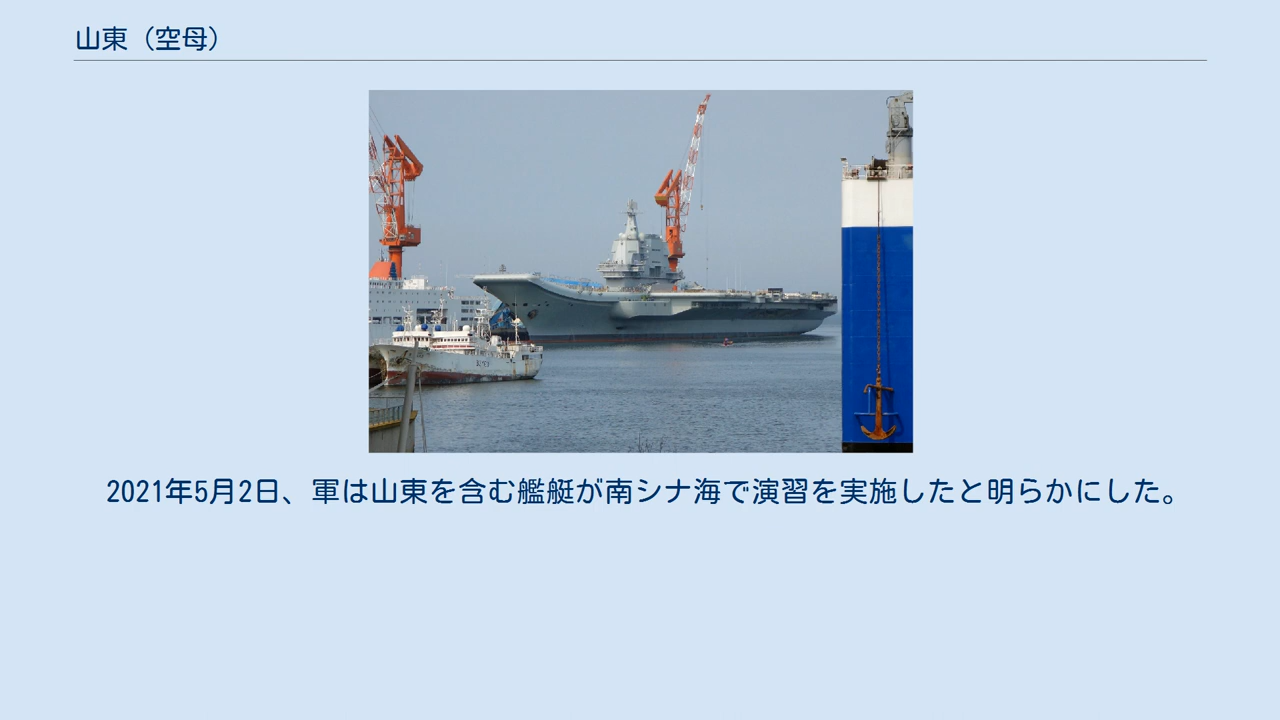 山東（空母）
2021年5月2日、軍は山東を含む艦艇が南シナ海で演習を実施したと明らかにした。